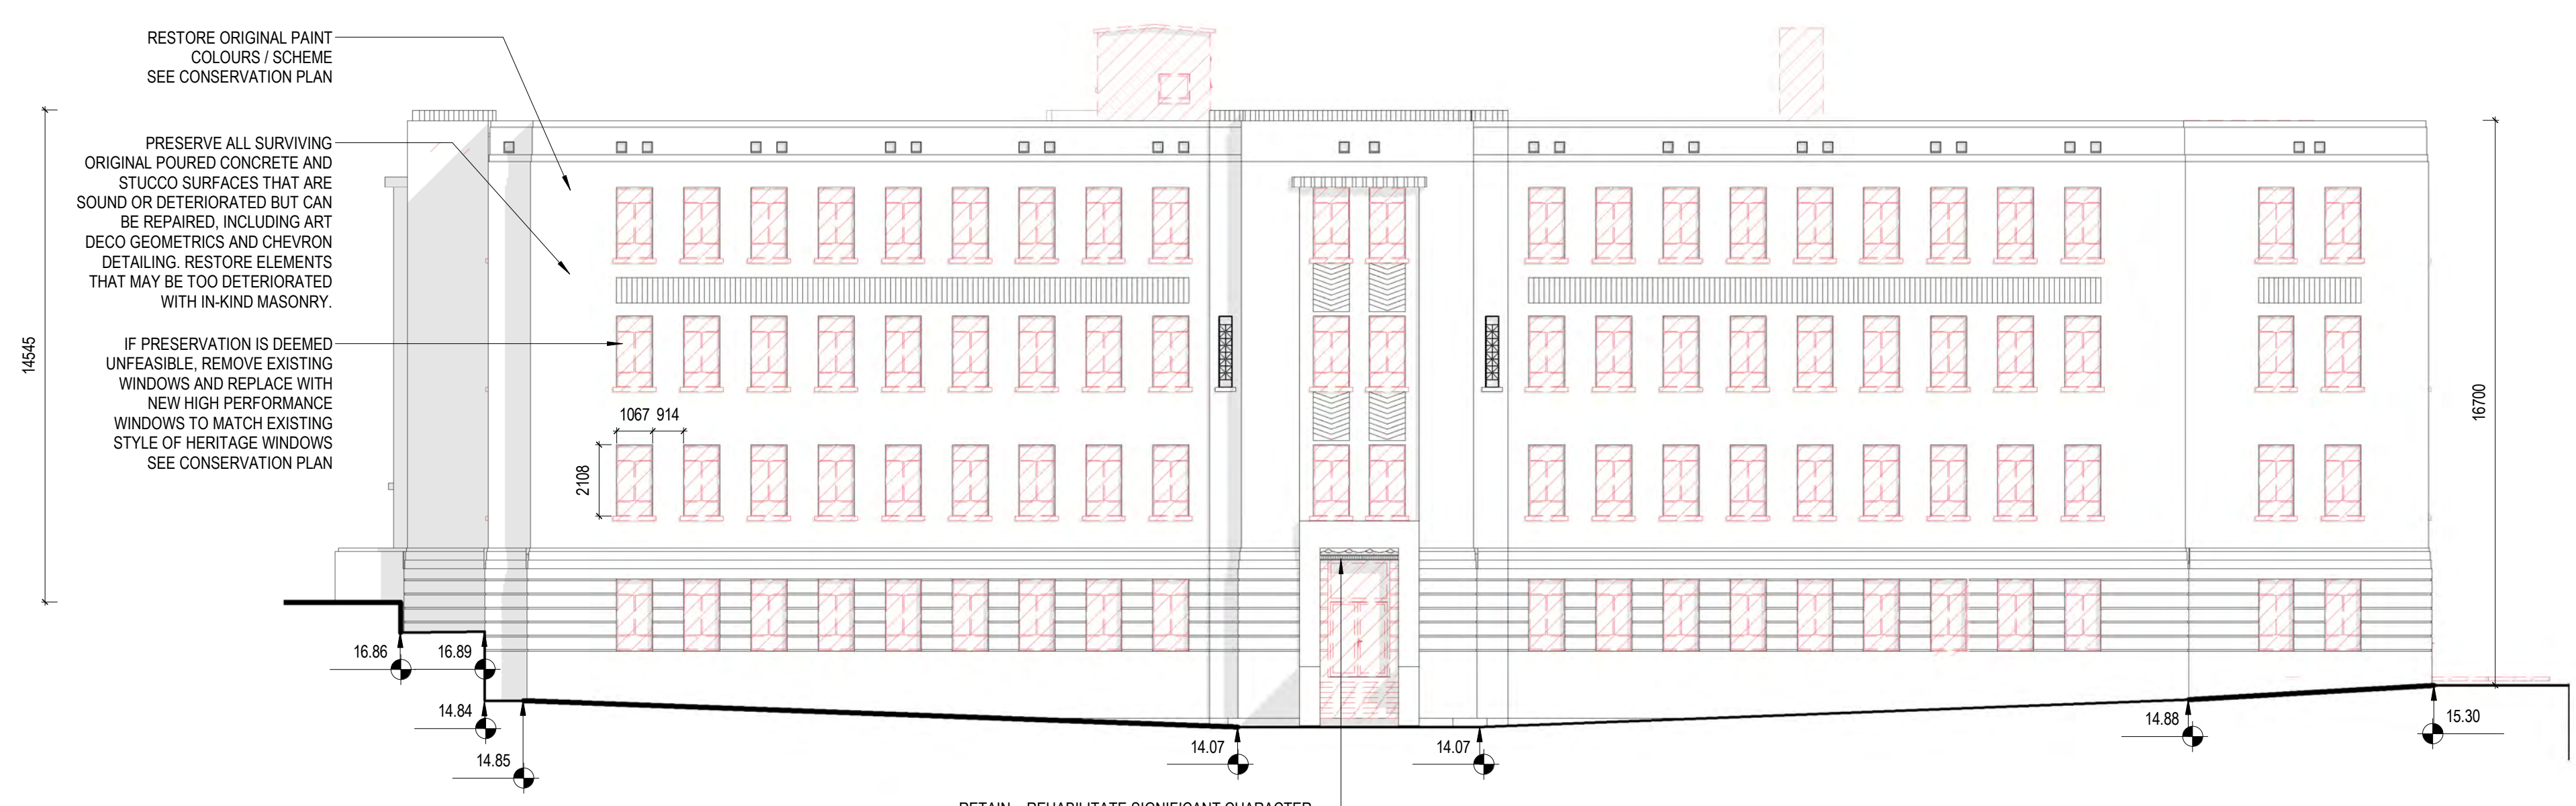 RESTORE ORIGINAL PAINT
COLOURS / SCHEME
SEE CONSERVATION PLAN
PRESERVE ALL SURVIVING
ORIGINAL POURED CONCRETE AND
STUCCO SURFACES THAT ARE
SOUND OR DETERIORATED BUT CAN
BE REPAIRED, INCLUDING ART
DECO GEOMETRICS AND CHEVRON
DETAILING. RESTORE ELEMENTS
THAT MAY BE TOO DETERIORATED
WITH IN-KIND MASONRY.
IF PRESERVATION IS DEEMED
UNFEASIBLE, REMOVE EXISTING
WINDOWS AND REPLACE WITH
NEW HIGH PERFORMANCE
WINDOWS TO MATCH EXISTING
STYLE OF HERITAGE WINDOWS
SEE CONSERVATION PLAN
14545
1067 914
2108
16700
16.86
16.89
14.84
14.85
14.07
14.07
14.88
15.30
RETAIN REHABILITATE SIGNIFICANT CHARACTER